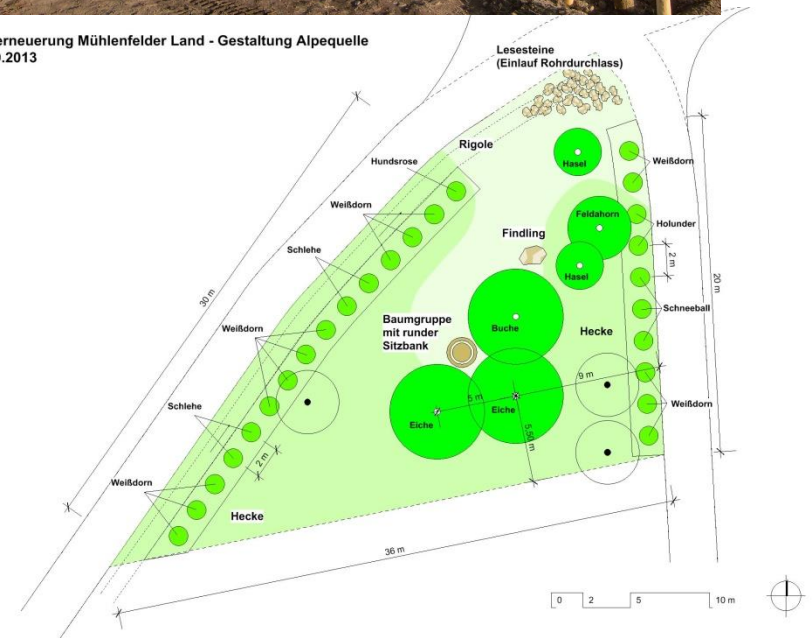 erneuerung Mühlenfelder Land - Gestaltung Alpequelle
.2013
Lesesteine
(Einlauf Rohrdurchlass)
Rigole
Hundsrose
Hasel
Weißdorn
Weißdorn
Feldahorn
Holunder
Findling
Schlehe
Hasel
2 m
20 m
30 m
Schneeball
Baumgruppe
mit runder
Sitzbank
Buche
Hecke
Weißdorn
9 m
5 m
Schlehe
Eiche
Eiche
Weißdorn
5,50 m
2 m
Weißdorn
Hecke
36 m
0 2 5 10 m